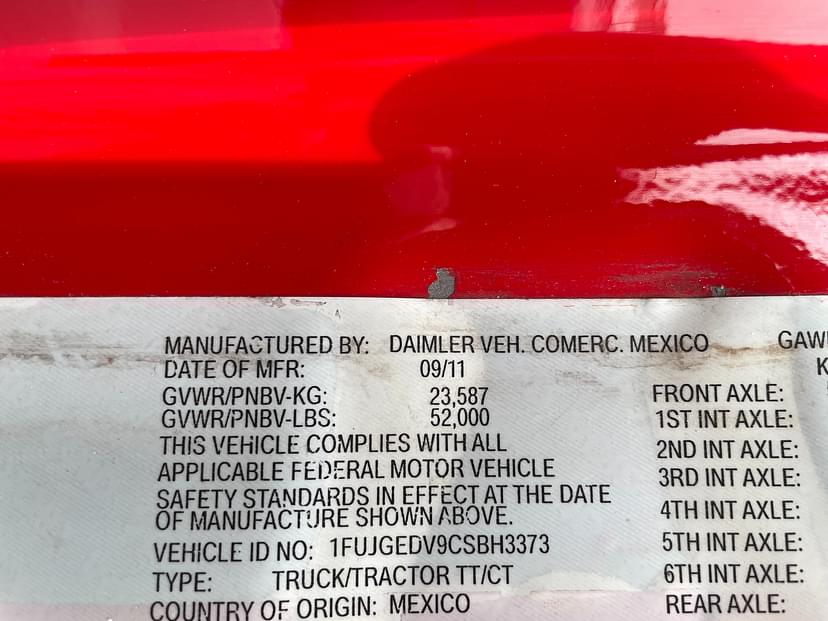 MANUFACTURED BY: DAIMLER VEH. COMERC. MEXICO
DATE OF MFR: 09/11
GVWR/PNBV-KG: 23,587
GVWR/PNBV-LBS: 52,000
THIS VEHICLE COMPLIES WITH ALL
APPLICABLE FEDERAL MOTOR VEHICLE
SAFETY STANDARDS IN EFFECT AT THE DATE
OF MANUFACTURE SHOWN ABOVE.
VEHICLE ID NO: 1FUJGEDV9CSBH3373
TYPE: TRUCK/TRACTOR TT/CT
COUNTRY OF ORIGIN: MEXICO
FRONT AXLE:
1ST INT AXLE:
2ND INT AXLE:
3RD INT AXLE:
4TH INT AXLE:
5TH INT AXLE:
6TH INT AXLE:
REAR AXLE: